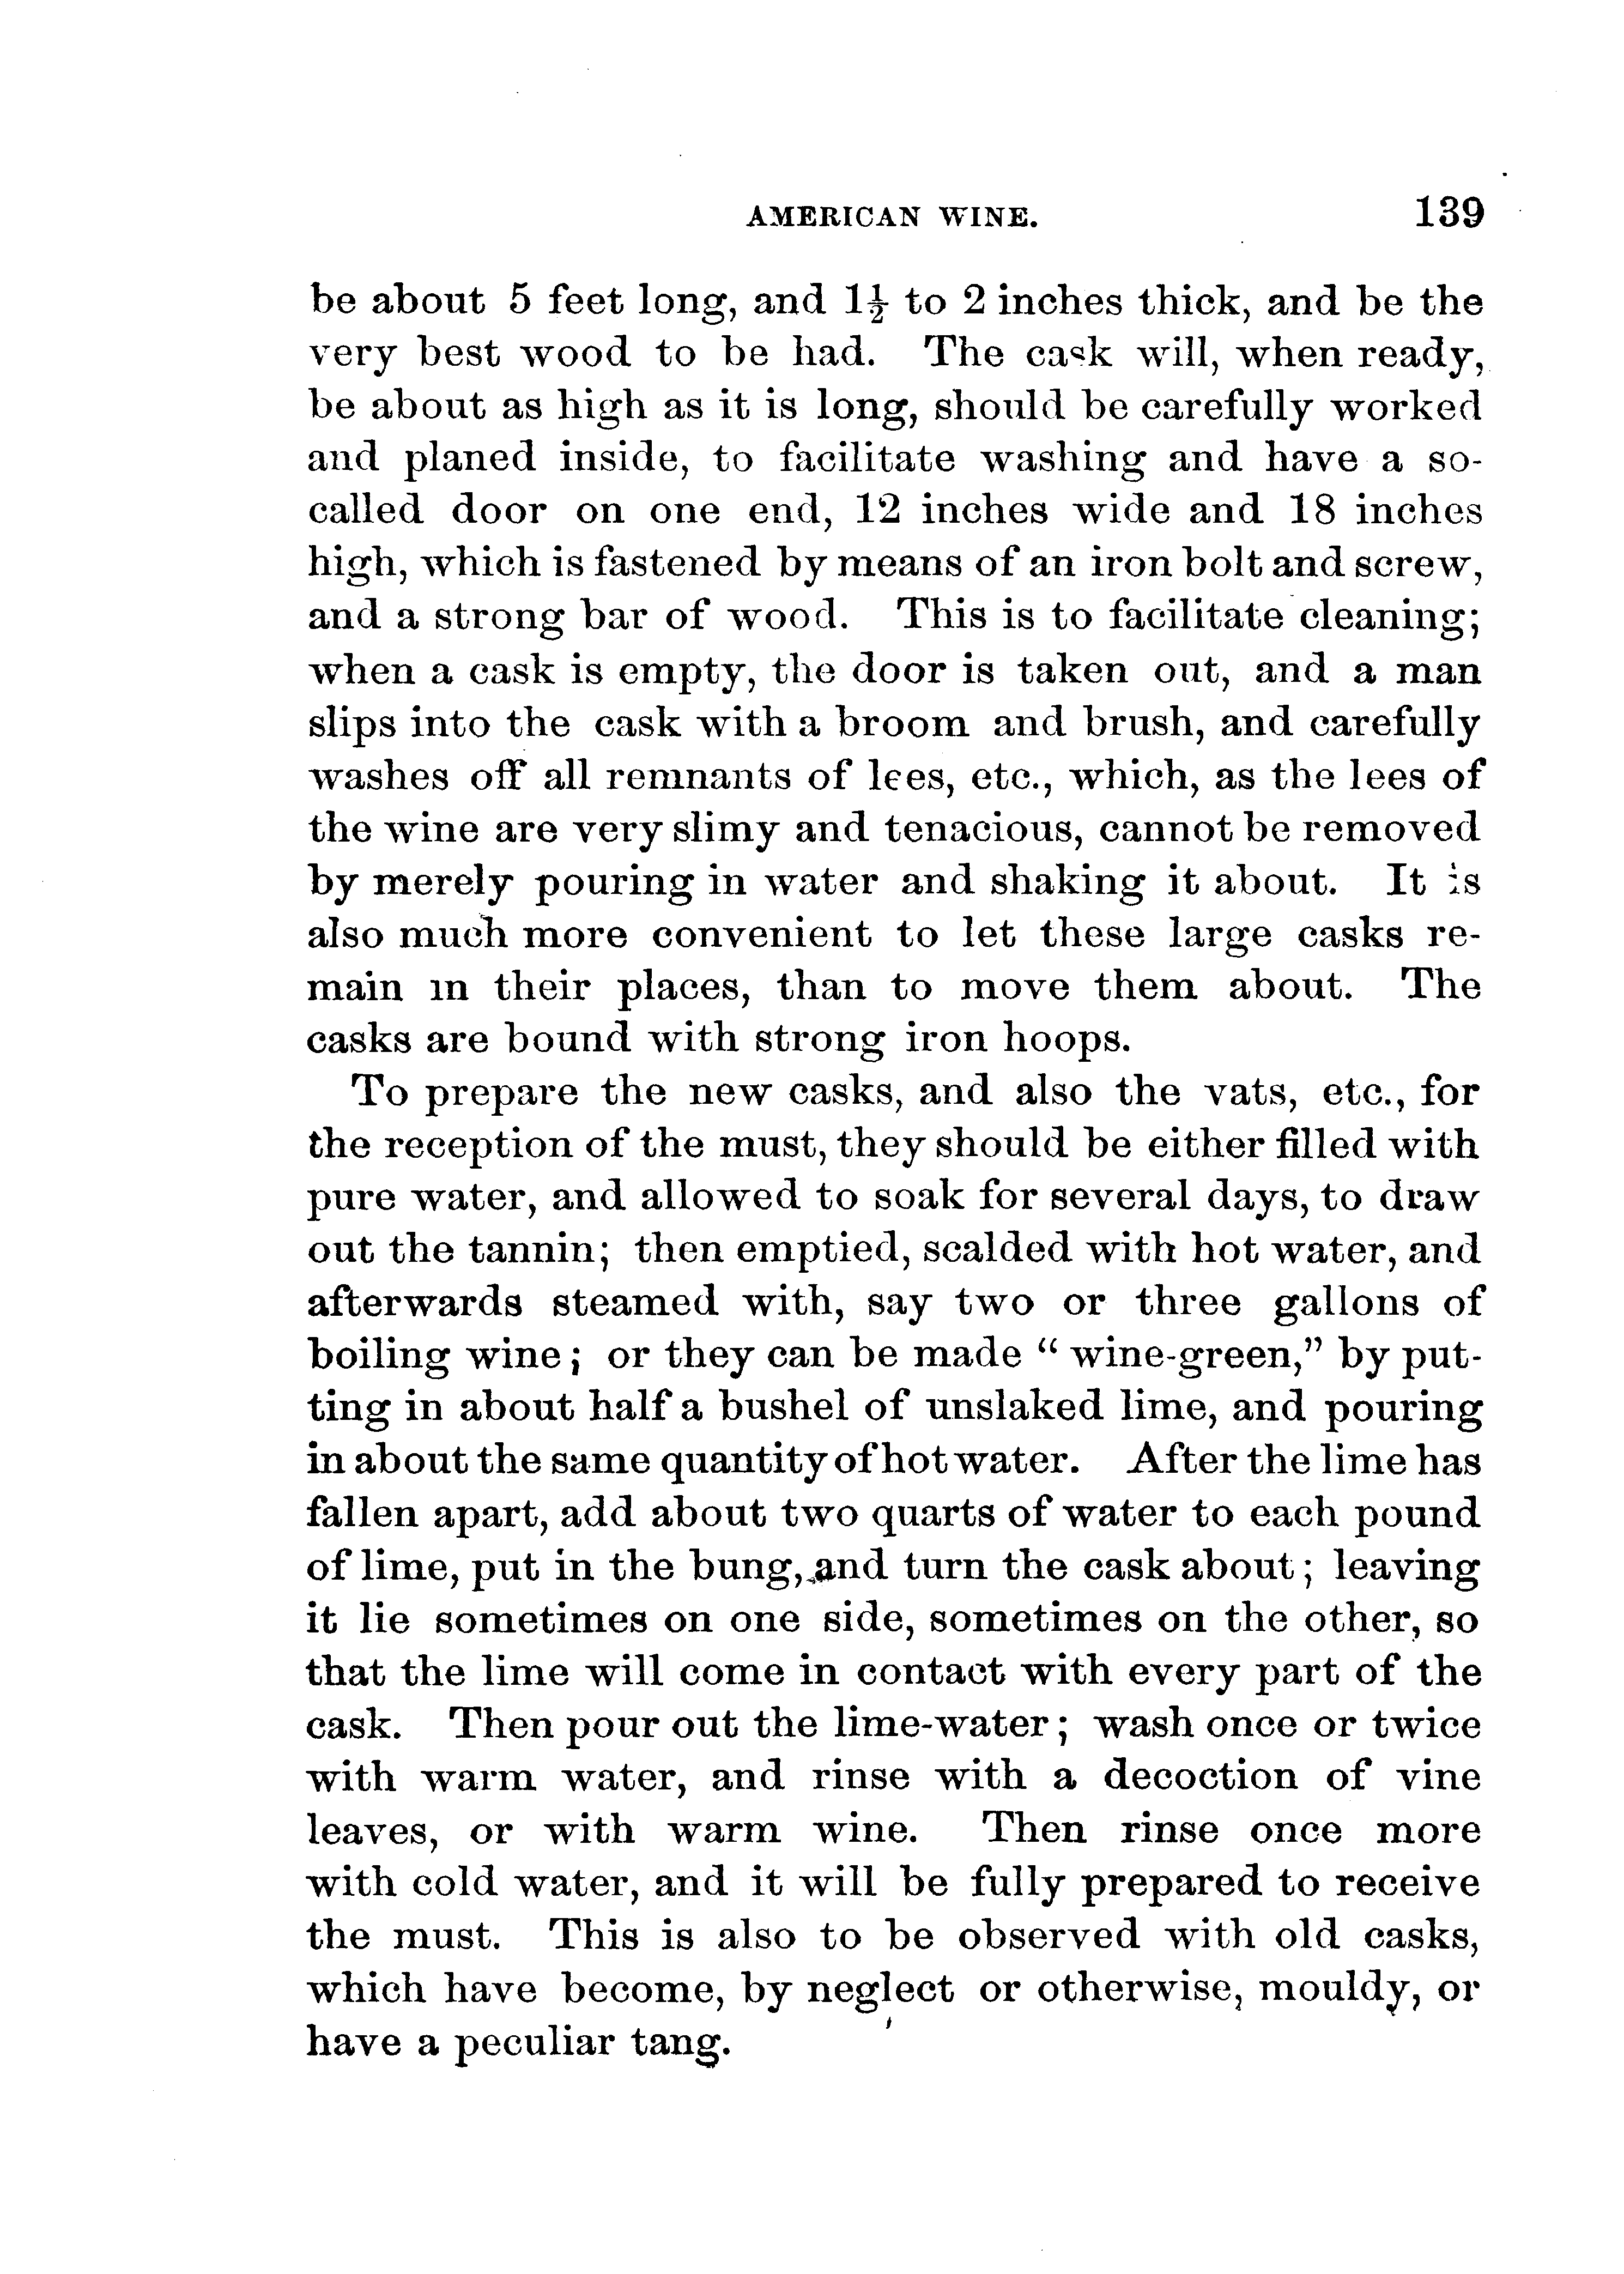 AMERICAN WINE. 139
be about 5 feet long, and 1½ to 2 inches thick, and be the
very best wood to be had. The cask will, when ready,
be about as high as it is long, should be carefully worked
and planed inside, to facilitate washing and have a so-
called door on one end, 12 inches wide and 18 inches
high, which is fastened by means of an iron bolt and screw,
and a strong bar of wood. This is to facilitate cleaning;
when a cask is empty, the door is taken out, and a man
slips into the cask with a broom and brush, and carefully
washes off all remnants of lees, etc., which, as the lees of
the wine are very slimy and tenacious, cannot be removed
by merely pouring in water and shaking it about. It is
also much more convenient to let these large casks re-
main in their places, than to move them about. The
casks are bound with strong iron hoops.
To prepare the new casks, and also the vats, etc., for
the reception of the must, they should be either filled with
pure water, and allowed to soak for several days, to draw
out the tannin; then emptied, scalded with hot water, and
afterwards steamed with, say two or three gallons of
boiling wine; or they can be made “ wine-green,” by put-
ting in about half a bushel of unslaked lime, and pouring
in about the same quantity of hot water. After the lime has
fallen apart, add about two quarts of water to each pound
of lime, put in the bung, and turn the cask about; leaving
it lie sometimes on one side, sometimes on the other, so
that the lime will come in contact with every part of the
cask. Then pour out the lime-water; wash once or twice
with warm water, and rinse with a decoction of vine
leaves, or with warm wine. Then rinse once more
with cold water, and it will be fully prepared to receive
the must. This is also to be observed with old casks,
which have become, by neglect or otherwise, mouldy, or
have a peculiar tang.